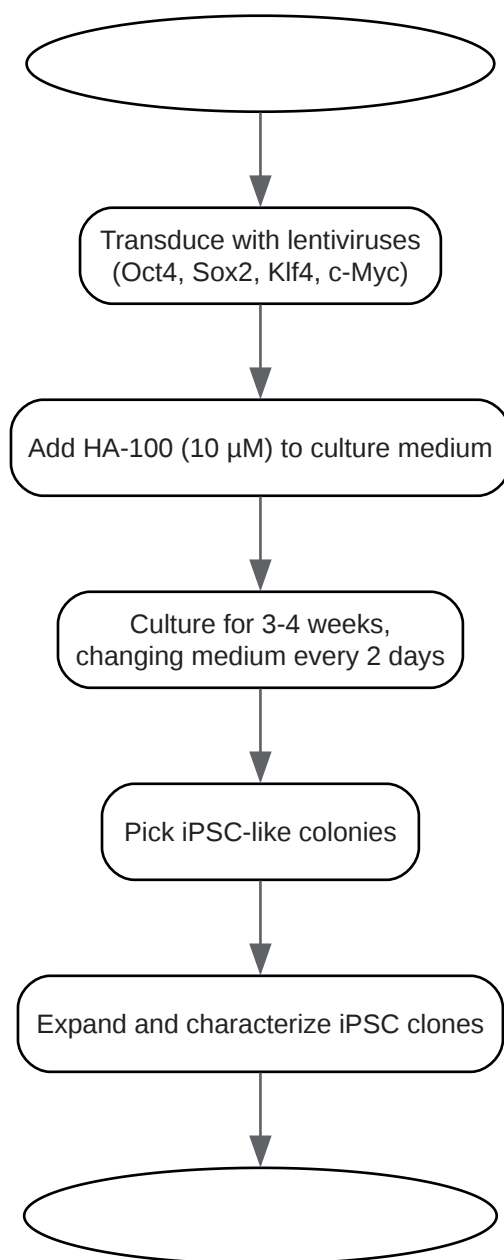 Transduce with lentiviruses
(Oct4, Sox2, Klf4, c-Myc)
Add HA-100 (10 µM) to culture medium
Culture for 3-4 weeks,
changing medium every 2 days
Pick iPSC-like colonies
Expand and characterize iPSC clones